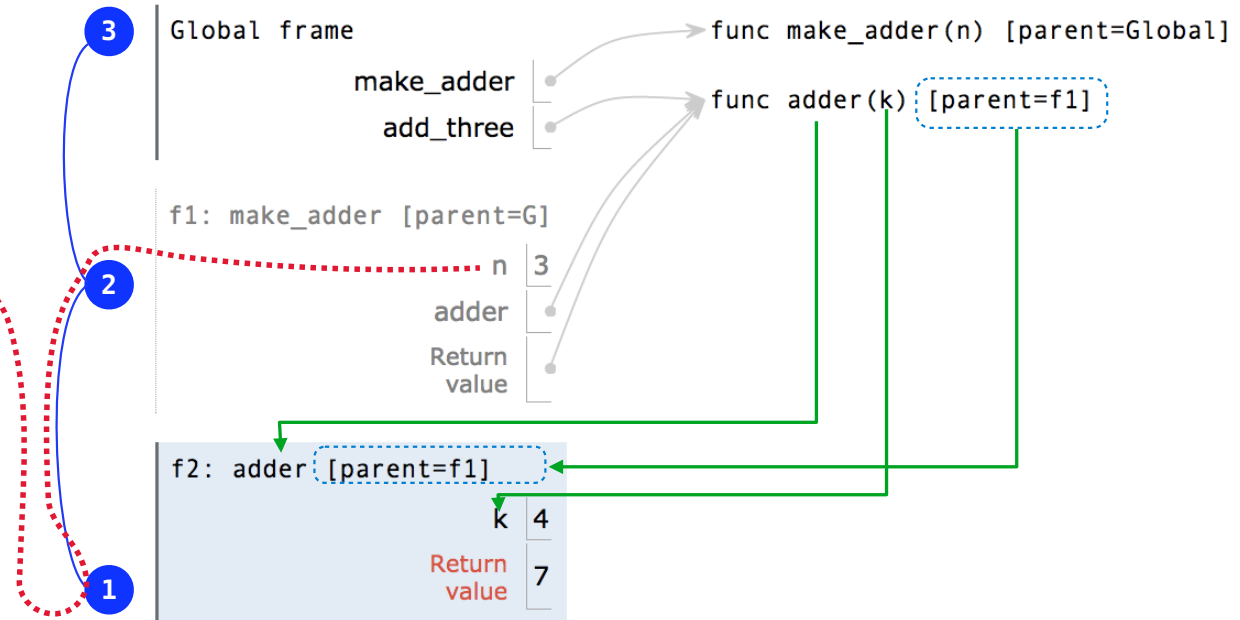 3
Global frame
func make_adder(n) [parent=Global]
make_adder
func adder(k) [parent=f1]
add_three
f1: make_adder [parent=G]
2
n 3
adder
Return
value
f2: adder [parent=f1]
k 4
1
Return
value
7